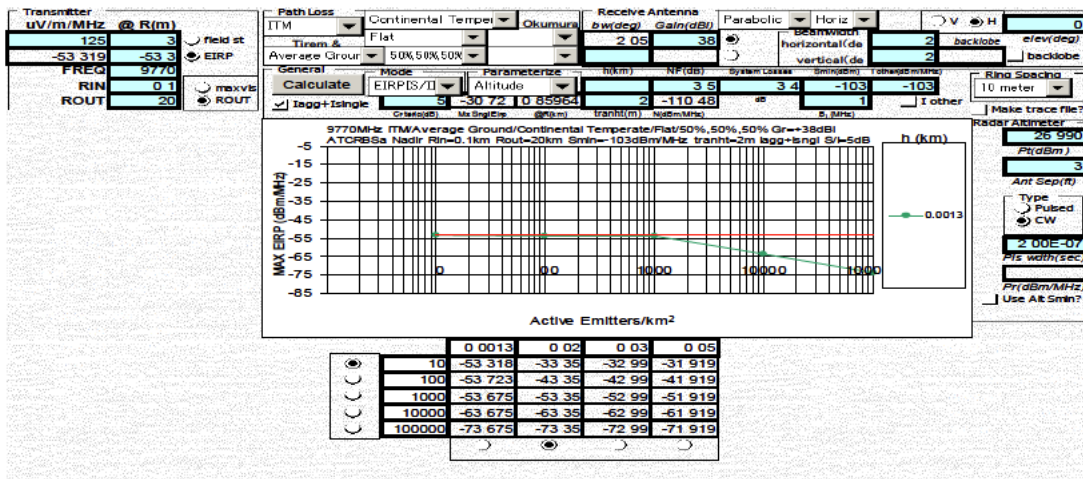 Transmitter
uV/m/MHz @ R(m)
125 3 field st
-53 319 -53 3 EIRP
FREQ 9770
RIN 0 1 maxvis
ROUT 20 ROUT
Path Loss
ITM Continental Temper Okumura
Flat
Tirem &
Average Groun 50%,50%,50%
Receive Antenna
bw(deg) Gain(dBi) Parabolic Horiz V H 0
2 05 38 Beamwidth
horizontal(de 2 backlobe elev(deg)
vertical(de 2 backlobe
General Mode Parameterize h(km) NF(dB) System Losses Smin(dBm) Iother(dBm/MHz) Ring Spacing
Calculate EIRP[S/I] Altitude 3 5 3 4 -103 -103 10 meter
Iagg+Isingle 5 -30 72 0 85964 2 -110 48 dB 1 I other
Criteria(dB) Mx SnglEirp @R(km) tranht(m) N(dBm/MHz) Make trace file?
9770MHz ITM/Average Ground/Continental Temperate/Flat/50%,50%,50% Gr=+38dBi
ATCRBSa Nadir Rin=0.1km Rout=20km Smin=-103dBm/MHz tranht=2m Iagg+Isngl S/I=5dB
MAX EIRP (dBm/MHz)
-5
-15
-25
-35
-45
-55
-65
-75
-85
0 00 1000 1000 0 1000
Active Emitters/km²
h (km)
0.0013
Radar Altimeter
26 990
Pt(dBm)
3
Ant Sep(ft)
Type
Pulsed
CW
2 00E-07
Pls wdth(sec)
Pr(dBm/MHz)
Use Alt Smin?
0 0013 0 02 0 03 0 05
10 -53 318 -33 35 -32 99 -31 919
100 -53 723 -43 35 -42 99 -41 919
1000 -53 675 -53 35 -52 99 -51 919
10000 -63 675 -63 35 -62 99 -61 919
100000 -73 675 -73 35 -72 99 -71 919